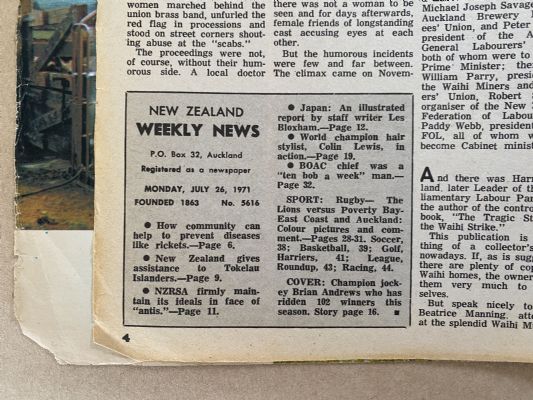 women marched behind the
union brass band, unfurled the
red flag in processions and
stood on street corners shout-
ing abuse at the "scabs."
The proceedings were not,
of course, without their hum-
orous side. A local doctor
there was not a woman to be
seen and for days afterwards,
female friends of longstanding
cast accusing eyes at each
other.
But the humorous incidents
were few and far between.
The climax came on Novem-
Michael Joseph Savage
Auckland Brewery
ees' Union, and Peter
president of the
General Labourers'
both of whom were to
Prime Minister; the
William Parry, presi
the Waihi Miners and
ers' Union, Robert
organiser of the New
Federation of Labou
Paddy Webb, president
FOL, all of whom
become Cabinet minist
And there was Harr
land, later Leader of th
liamentary Labour Par
the author of the contro
book, "The Tragic St
the Waihi Strike."
This publication is
thing of a collector's
nowadays. If, as is sugg
there are plenty of cop
Waihi homes, the owner
them very much to
selves.
But speak nicely to
Beatrice Manning, atte
at the splendid Waihi M
NEW ZEALAND
WEEKLY NEWS
P.O. Box 32, Auckland
Registered as a newspaper
MONDAY, JULY 26, 1971
FOUNDED 1863 No. 5616
● How community can
help to prevent diseases
like rickets.—Page 6.
● New Zealand gives
assistance to Tokelau
Islanders.—Page 9.
● NZRSA firmly main-
tain its ideals in face of
"antis."—Page 11.
● Japan: An illustrated
report by staff writer Les
Bloxham.—Page 12.
● World champion hair
stylist, Colin Lewis, in
action.—Page 19.
● BOAC chief was a
"ten bob a week" man.—
Page 32.
SPORT: Rugby— The
Lions versus Poverty Bay-
East Coast and Auckland:
Colour pictures and com-
ment.—Pages 28-31. Soccer,
38; Basketball, 39; Golf,
Harriers, 41; League,
Roundup, 43; Racing, 44.
COVER: Champion jock-
ey Brian Andrews who has
ridden 102 winners this
season. Story page 16. ■
4